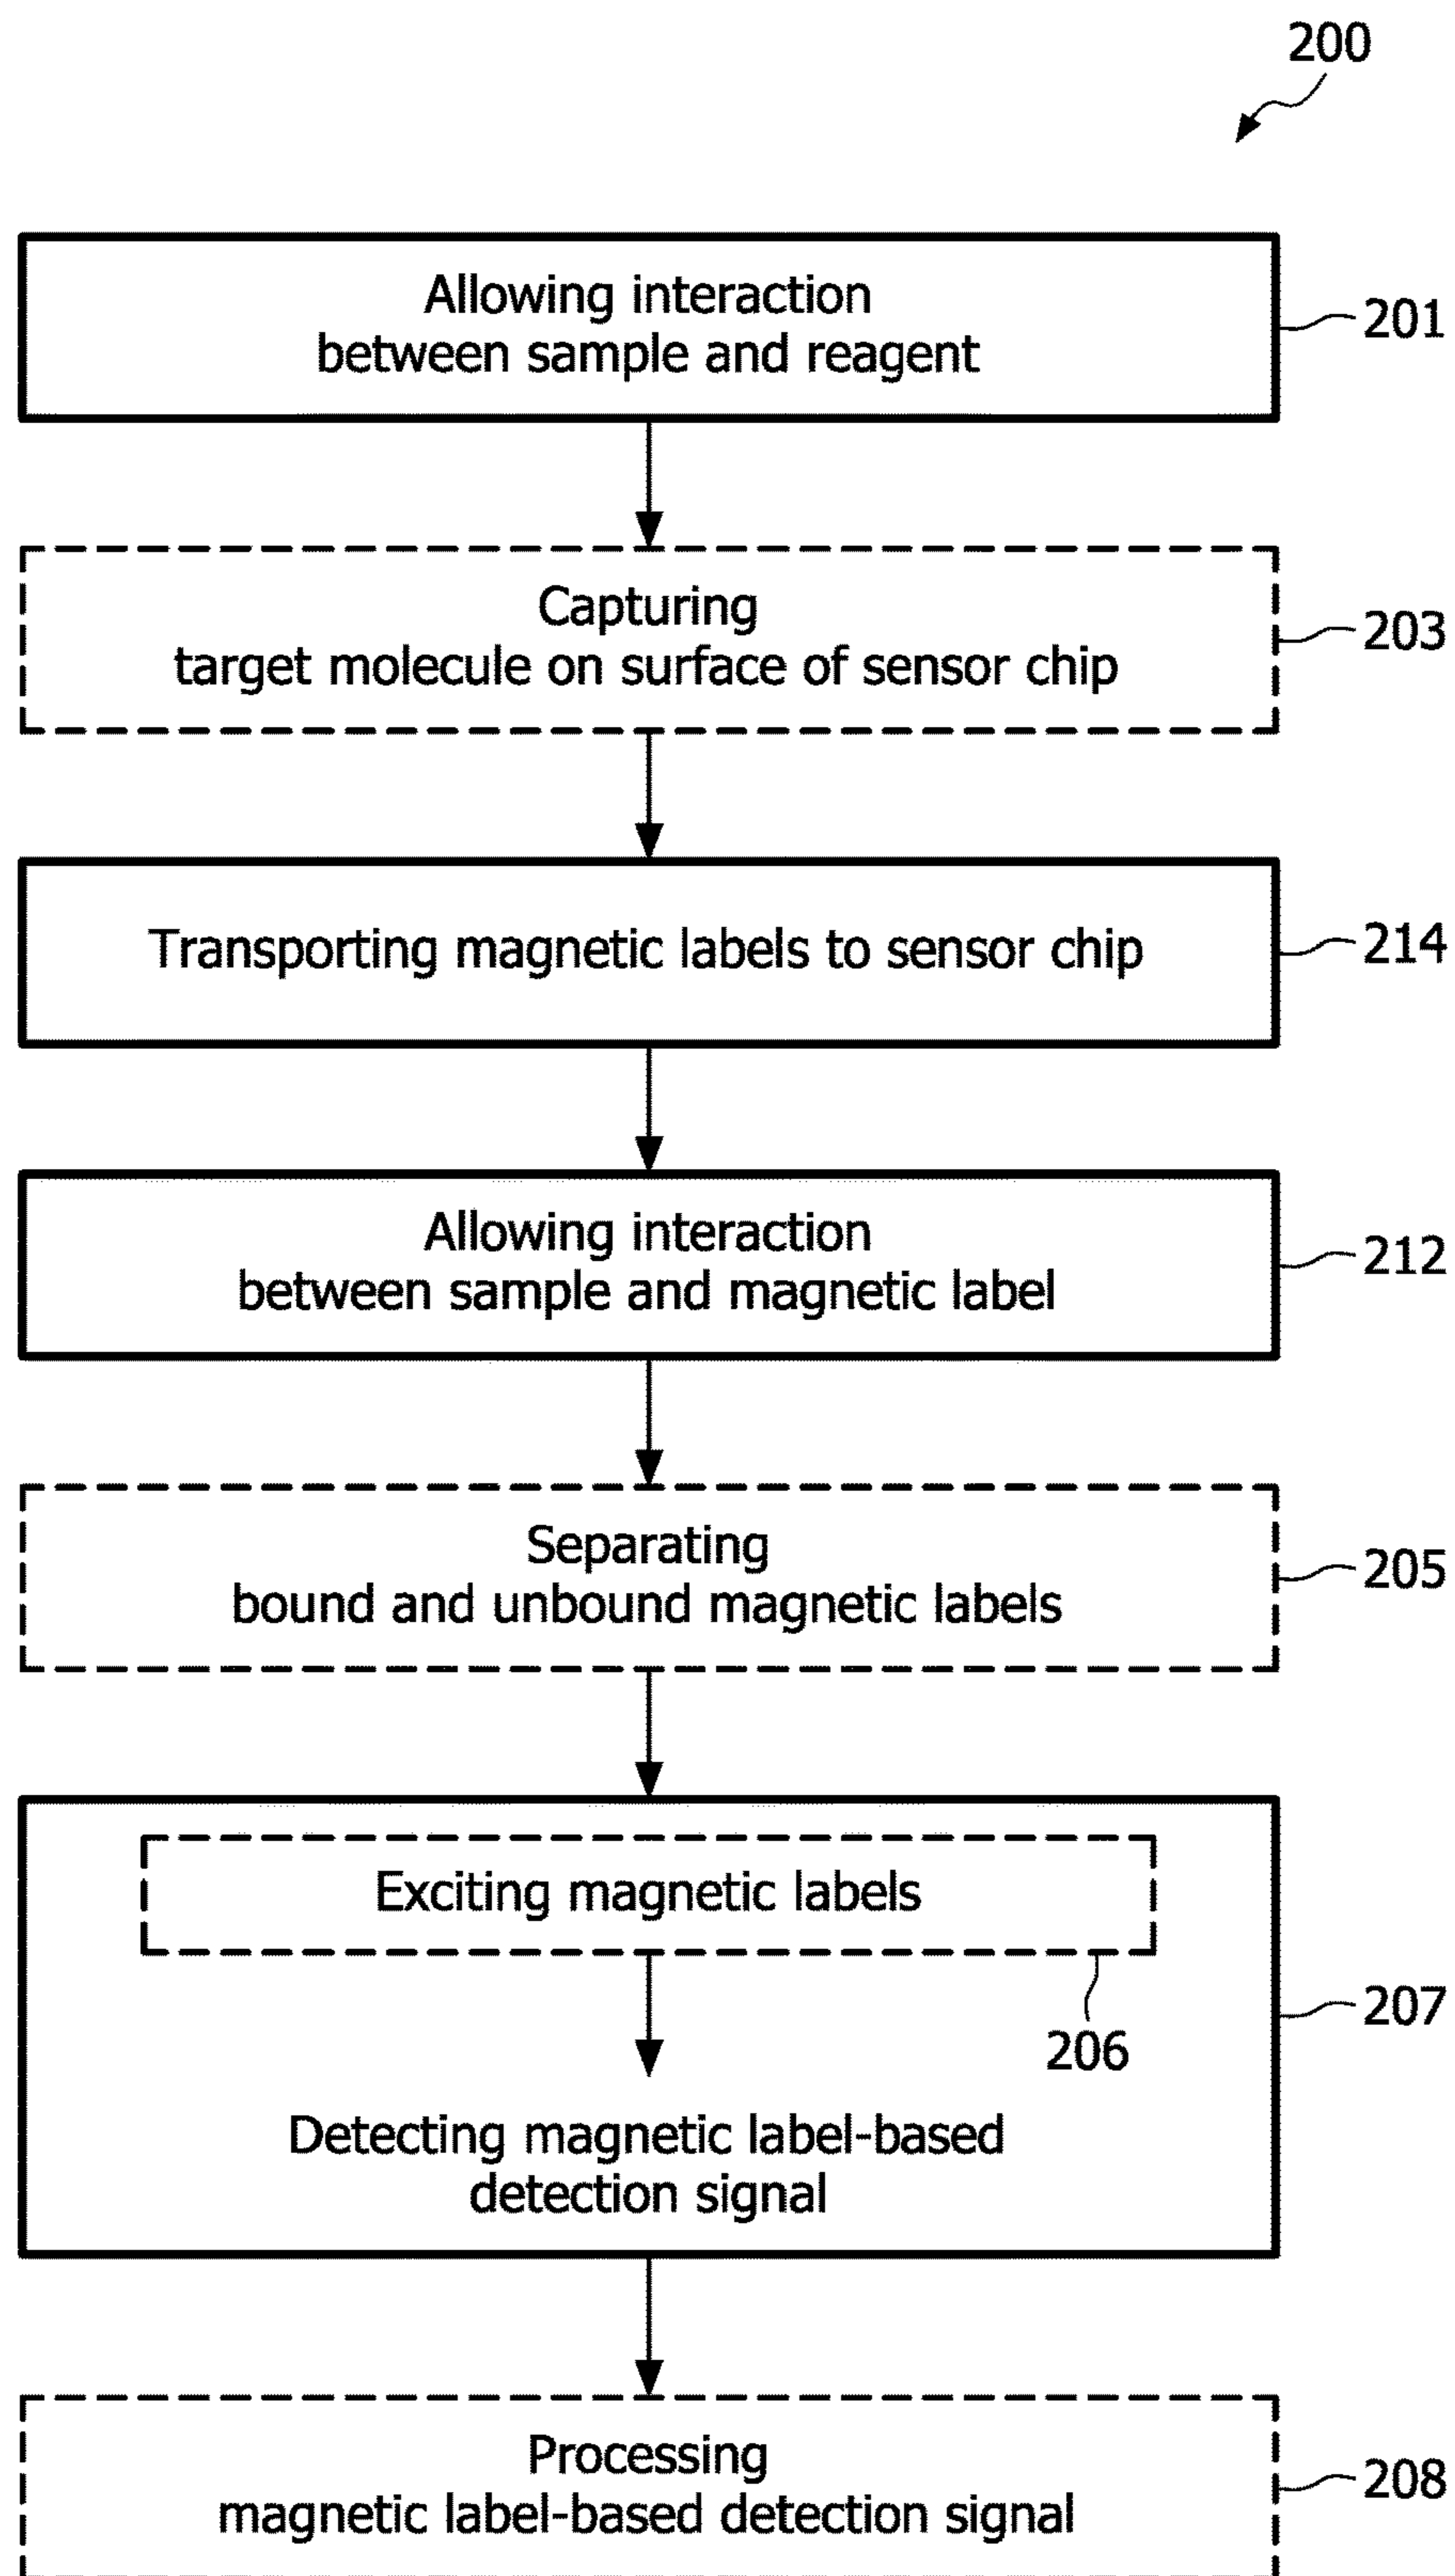 200
Allowing interaction
between sample and reagent
201
Capturing
target molecule on surface of sensor chip
203
Transporting magnetic labels to sensor chip
214
Allowing interaction
between sample and magnetic label
212
Separating
bound and unbound magnetic labels
205
Exciting magnetic labels
206
207
Detecting magnetic label-based
detection signal
Processing
magnetic label-based detection signal
208